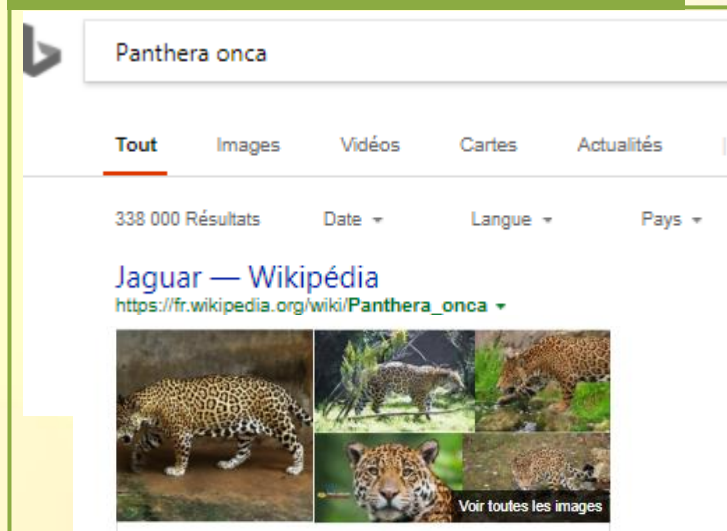 Panthera onca
Tout Images Vidéos Cartes Actualités
338 000 Résultats Date Langue Pays
Jaguar — Wikipédia
https://fr.wikipedia.org/wiki/Panthera_onca
Voir toutes les images